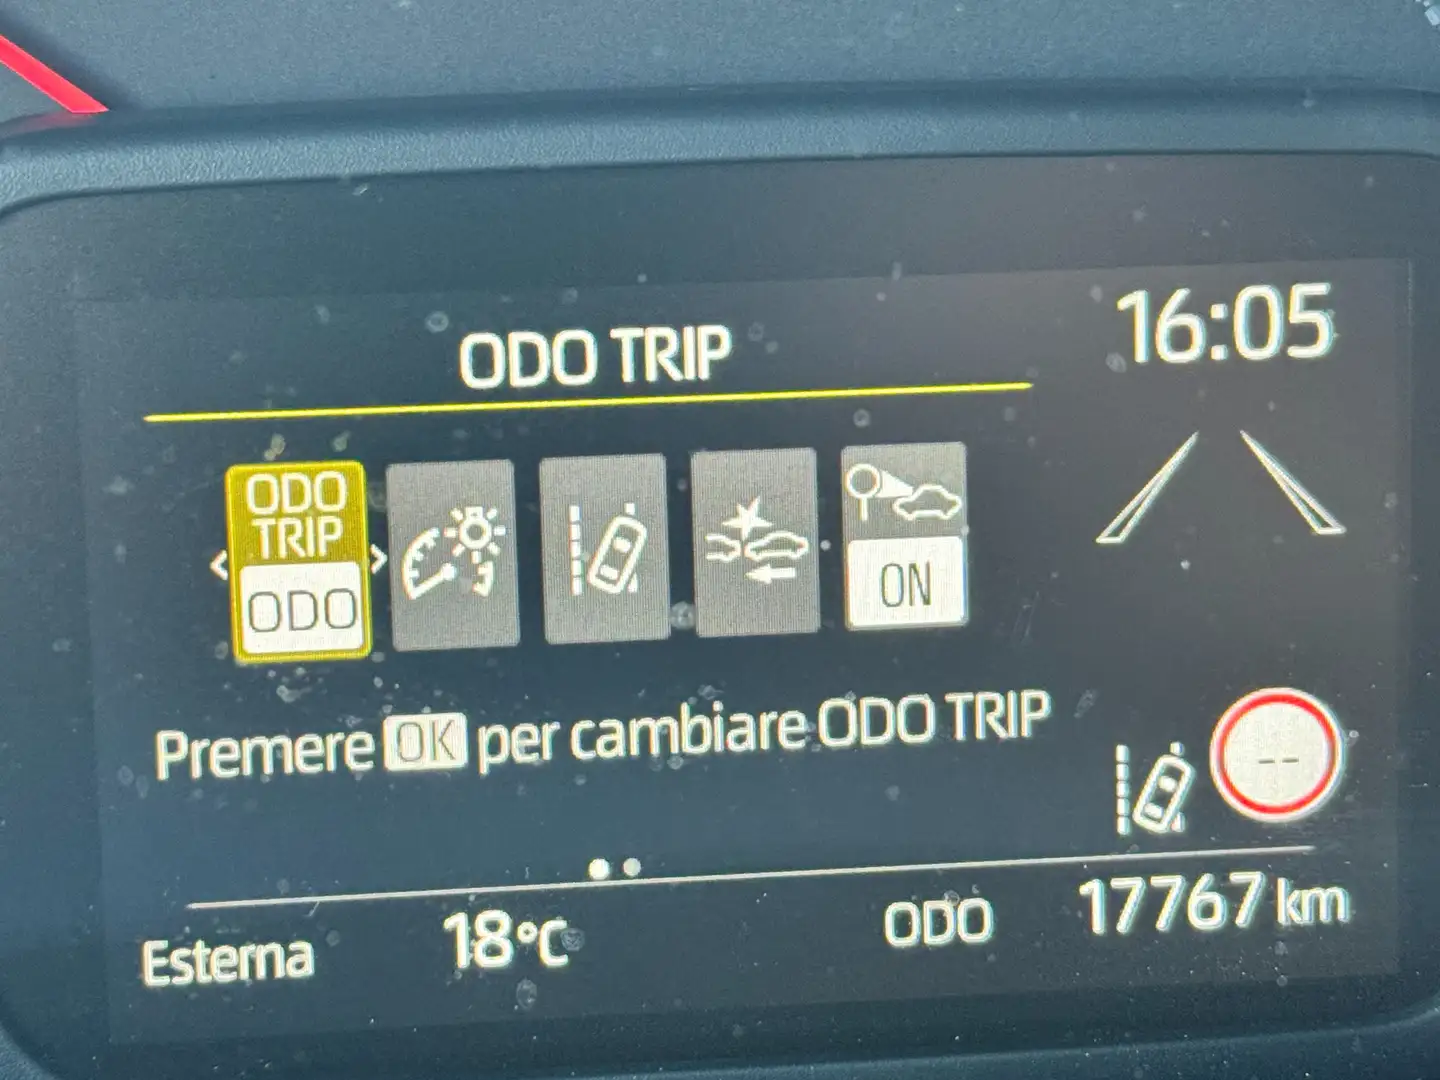 ODO TRIP
16:05
ODO
TRIP
ODO
ON
Premere OK per cambiare ODO TRIP
--
Esterna 18°C ODO 17767 km